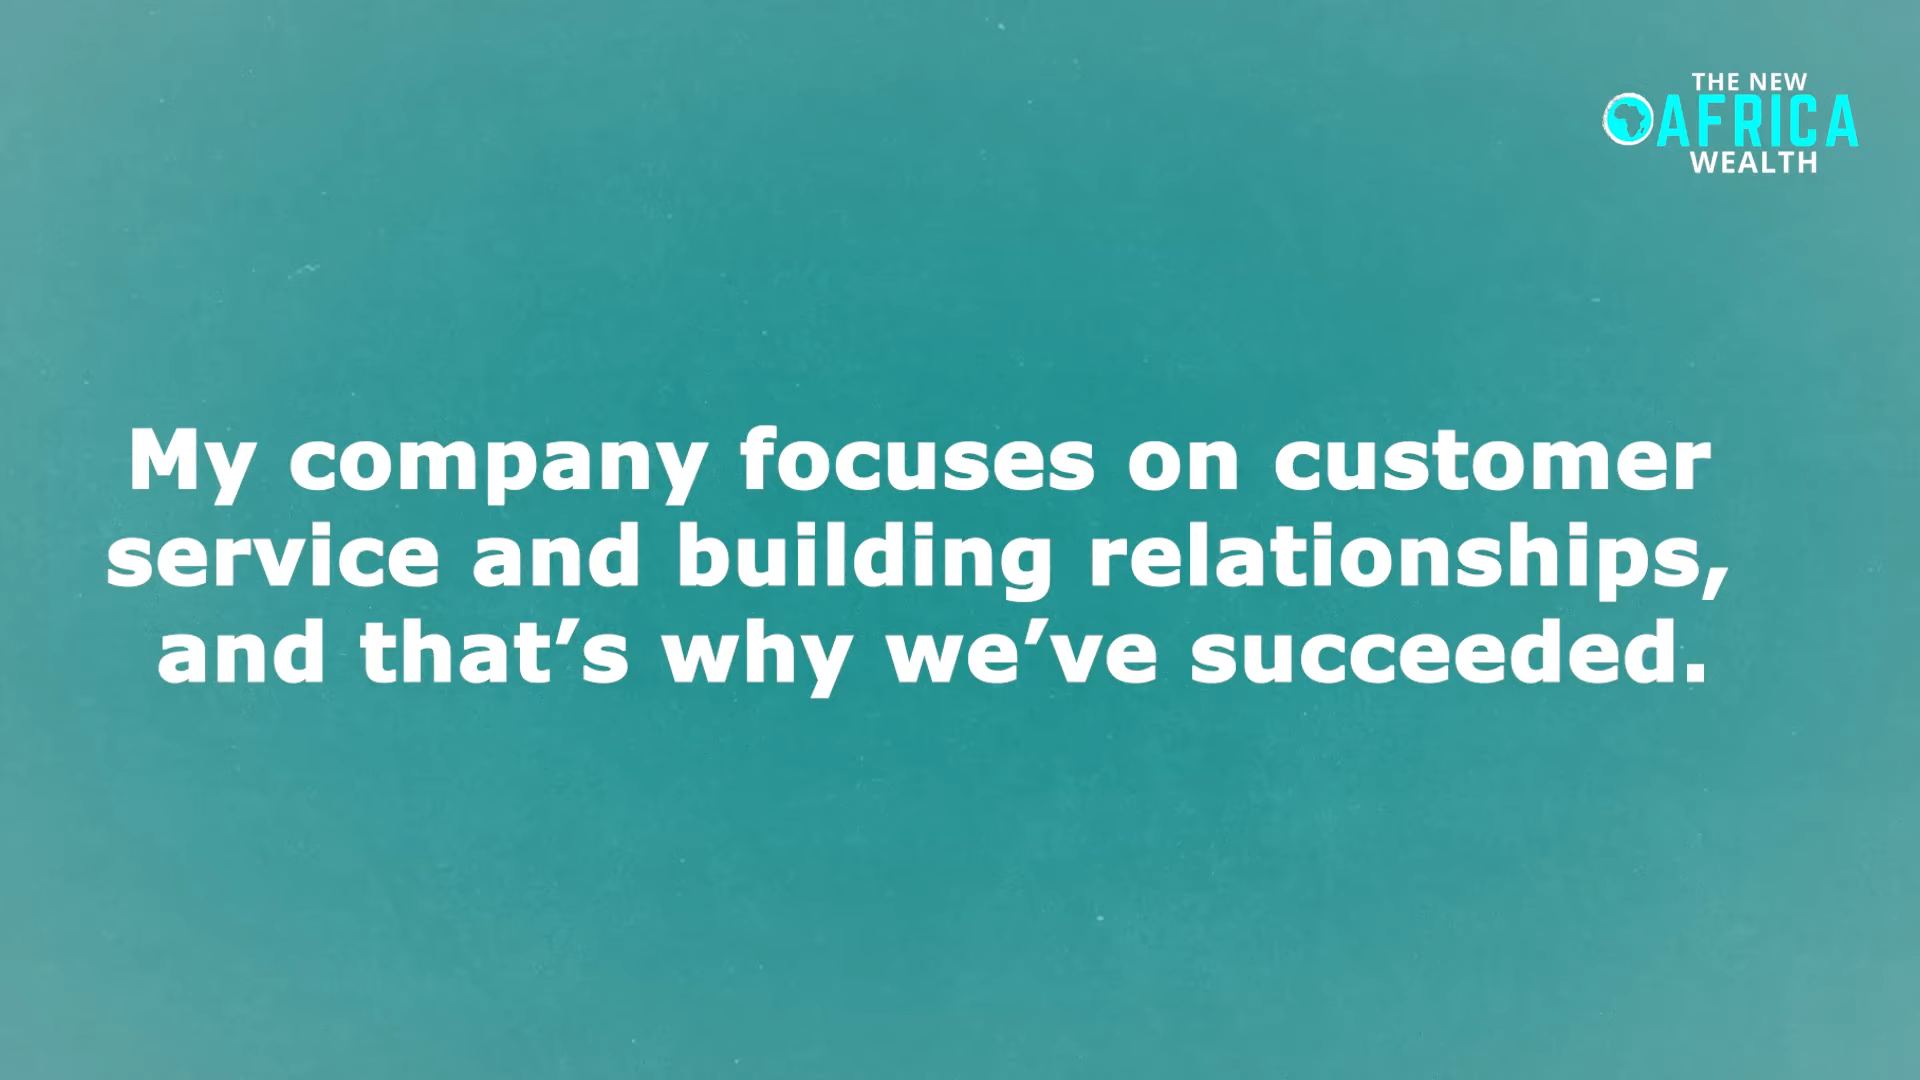 THE NEW
AFRICA
WEALTH
My company focuses on customer
service and building relationships,
and that’s why we’ve succeeded.